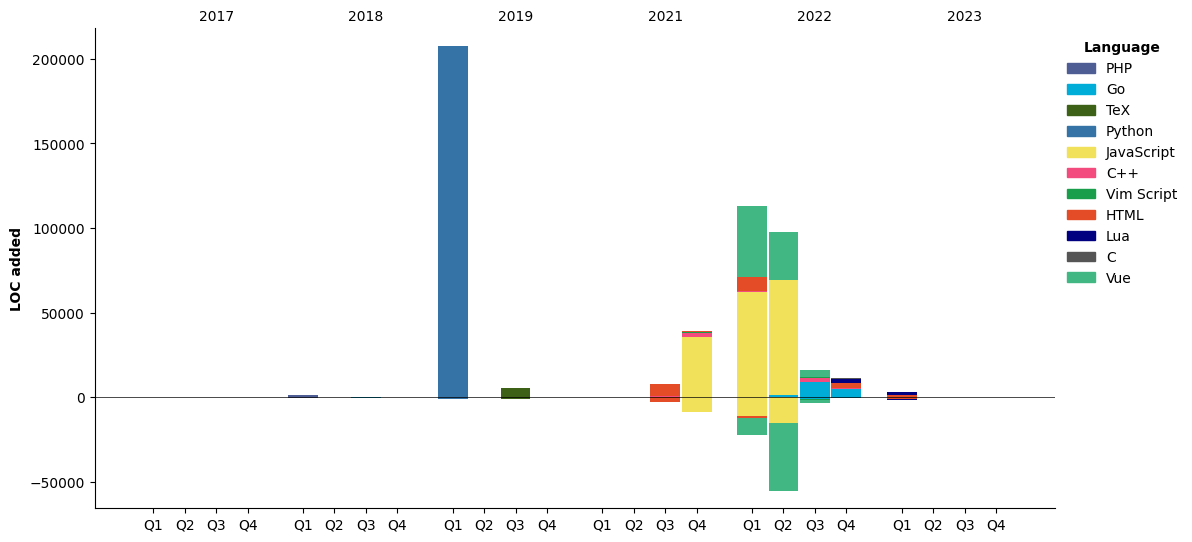 2017 2018 2019 2021 2022 2023
LOC added
200000
150000
100000
50000
0
−50000
Q1 Q2 Q3 Q4 Q1 Q2 Q3 Q4 Q1 Q2 Q3 Q4 Q1 Q2 Q3 Q4 Q1 Q2 Q3 Q4 Q1 Q2 Q3 Q4
Language
PHP
Go
TeX
Python
JavaScript
C++
Vim Script
HTML
Lua
C
Vue